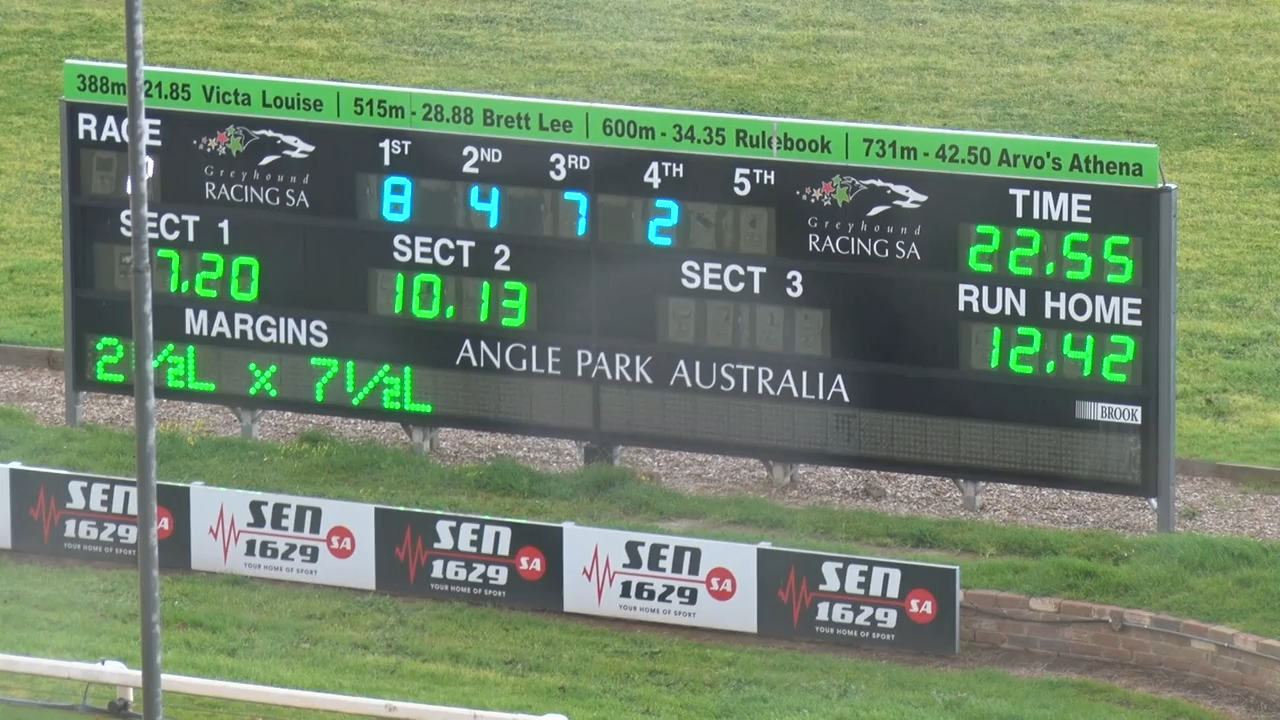 388m 21.85 Victa Louise | 515m - 28.88 Brett Lee | 600m - 34.35 Rulebook | 731m - 42.50 Arvo's Athena
RACE
Greyhound
RACING SA
1ST 2ND 3RD 4TH 5TH
8 4 7 2
Greyhound
RACING SA
TIME
22.55
SECT 1
7.20
SECT 2
10.13
SECT 3
RUN HOME
12.42
MARGINS
2½L x 7½L
ANGLE PARK AUSTRALIA
BROOK
SEN
1629
A
YOUR HOME OF SPORT
SEN
1629
SA
YOUR HOME OF SPORT
SEN
1629
SA
YOUR HOME OF SPORT
SEN
1629
SA
YOUR HOME OF SPORT
SEN
1629
SA
YOUR HOME OF SPORT